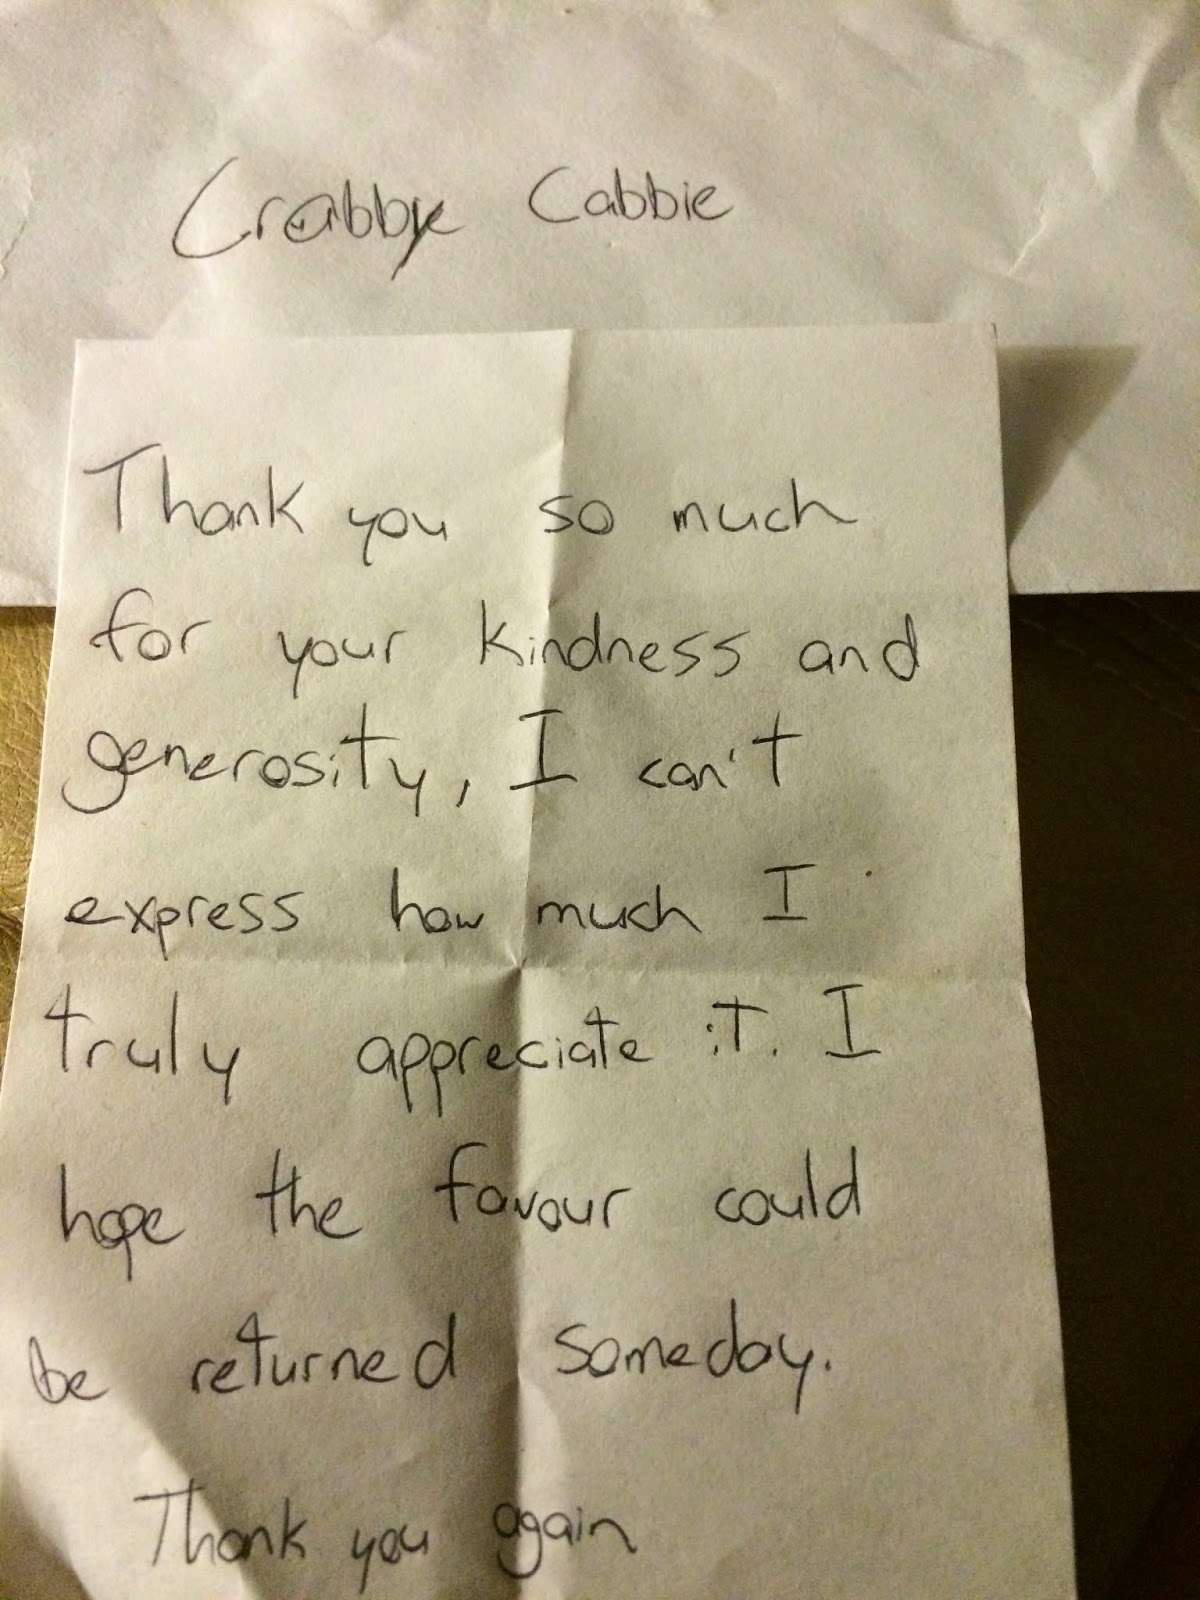 Crabby Cabbie
Thank you so much
for your kindness and
generosity, I can't
express how much I
truly appreciate it. I
hope the favour could
be returned someday.
Thank you again